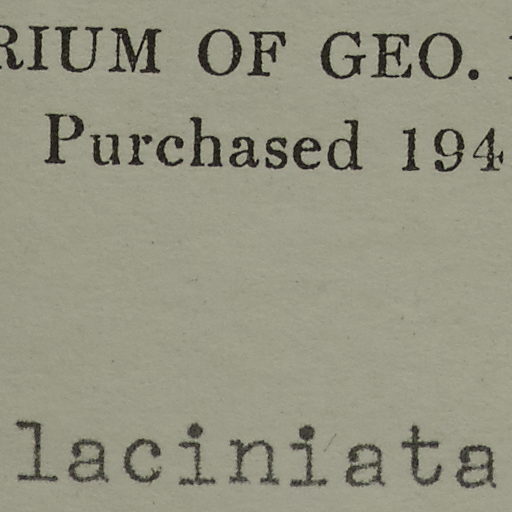 RIUM OF GEO.
Purchased 194
laciniata